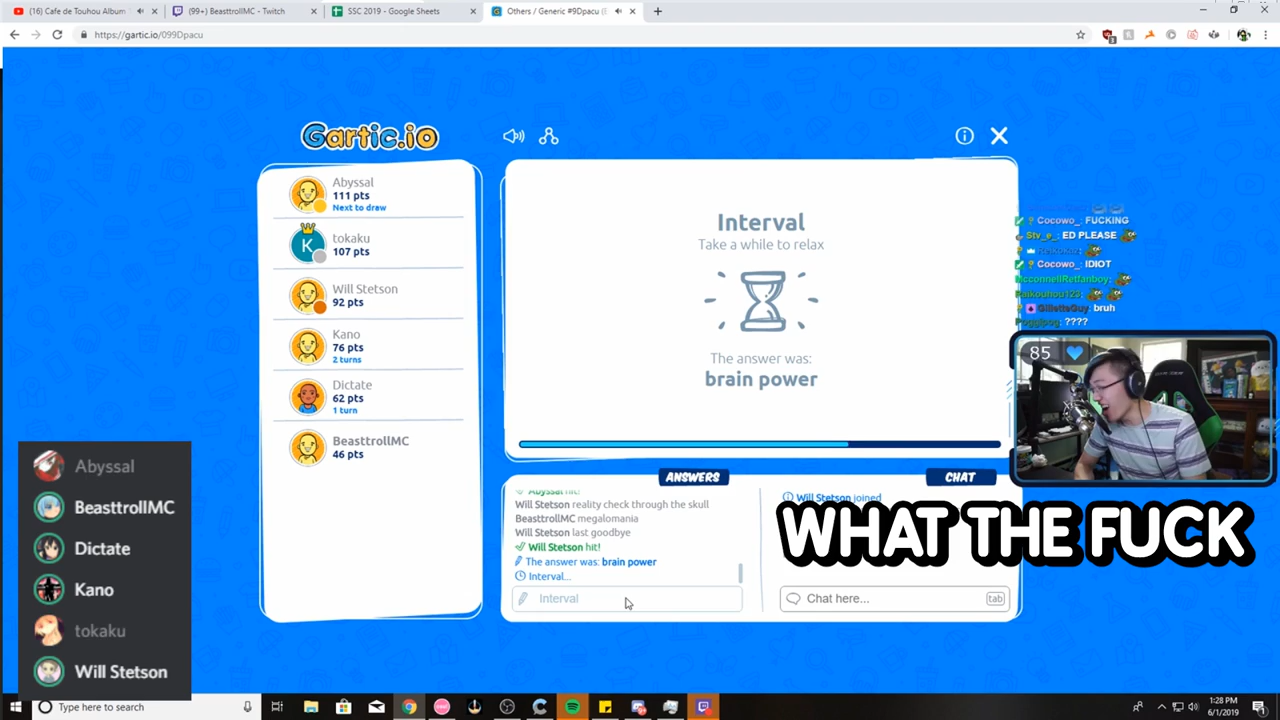 (16) Cafe de Touhou Album
(99+) BeasttrollMC - Twitch
SSC 2019 - Google Sheets
Others / Generic #9Dpacu (
https://gartic.io/099Dpacu
Gartic.io
Abyssal
111 pts
Next to draw
K
tokaku
107 pts
Will Stetson
92 pts
Kano
76 pts
2 turns
Dictate
62 pts
1 turn
BeasttrollMC
46 pts
Interval
Take a while to relax
The answer was:
brain power
Cocowo_: FUCKING
Stv_e_: ED PLEASE
Cocowo_: IDIOT
McconnellRetfanboy:
Raikouhou123:
GilletteGuy: bruh
Poggipog: ????
85
ANSWERS
Abyssal hit!
Will Stetson reality check through the skull
BeasttrollMC megalomania
Will Stetson last goodbye
Will Stetson hit!
The answer was: brain power
Interval...
Interval
CHAT
Will Stetson joined
Chat here...
tab
WHAT THE FUCK
Abyssal
BeasttrollMC
Dictate
Kano
tokaku
Will Stetson
Type here to search
1:28 PM
6/1/2019